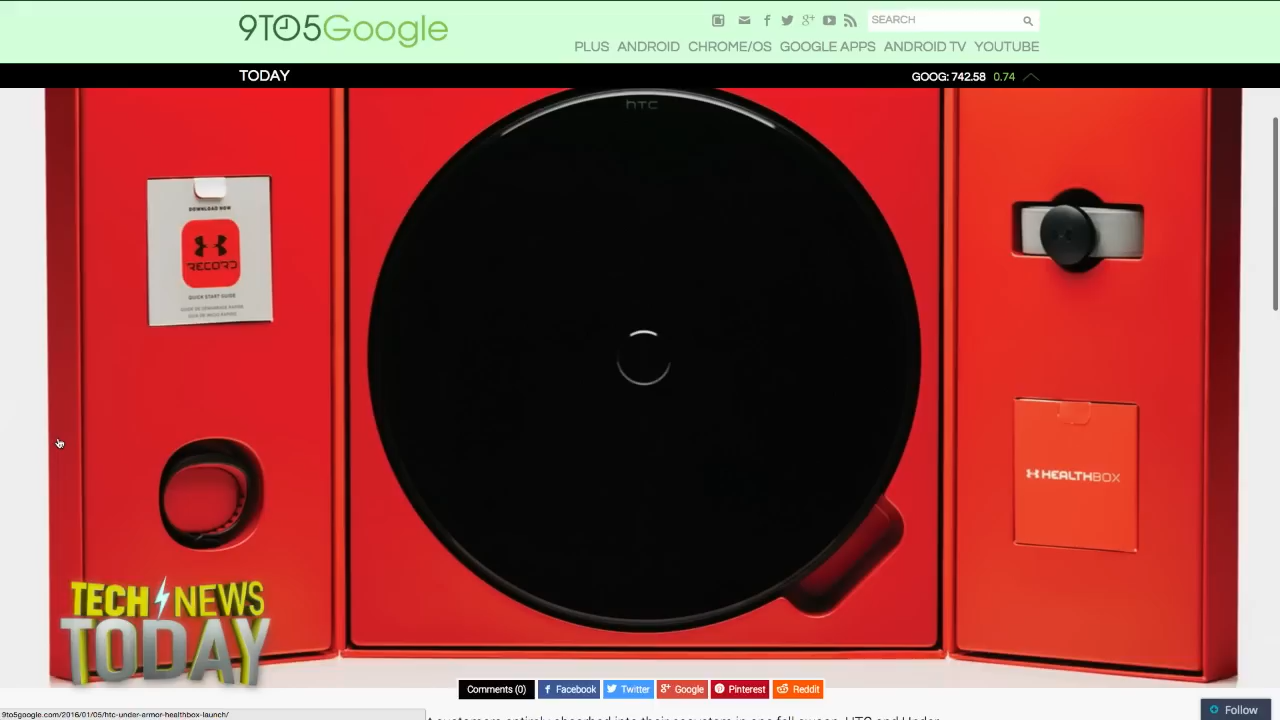 9TO5Google
SEARCH
PLUS ANDROID CHROME/OS GOOGLE APPS ANDROID TV YOUTUBE
TODAY
GOOG: 742.58 0.74
hTC
DOWNLOAD NOW
RECORD
QUICK START GUIDE
HEALTHBOX
TECH NEWS
TODAY
Comments (0) Facebook Twitter Google Pinterest Reddit
9to5google.com/2016/01/05/htc-under-armor-healthbox-launch/
Follow